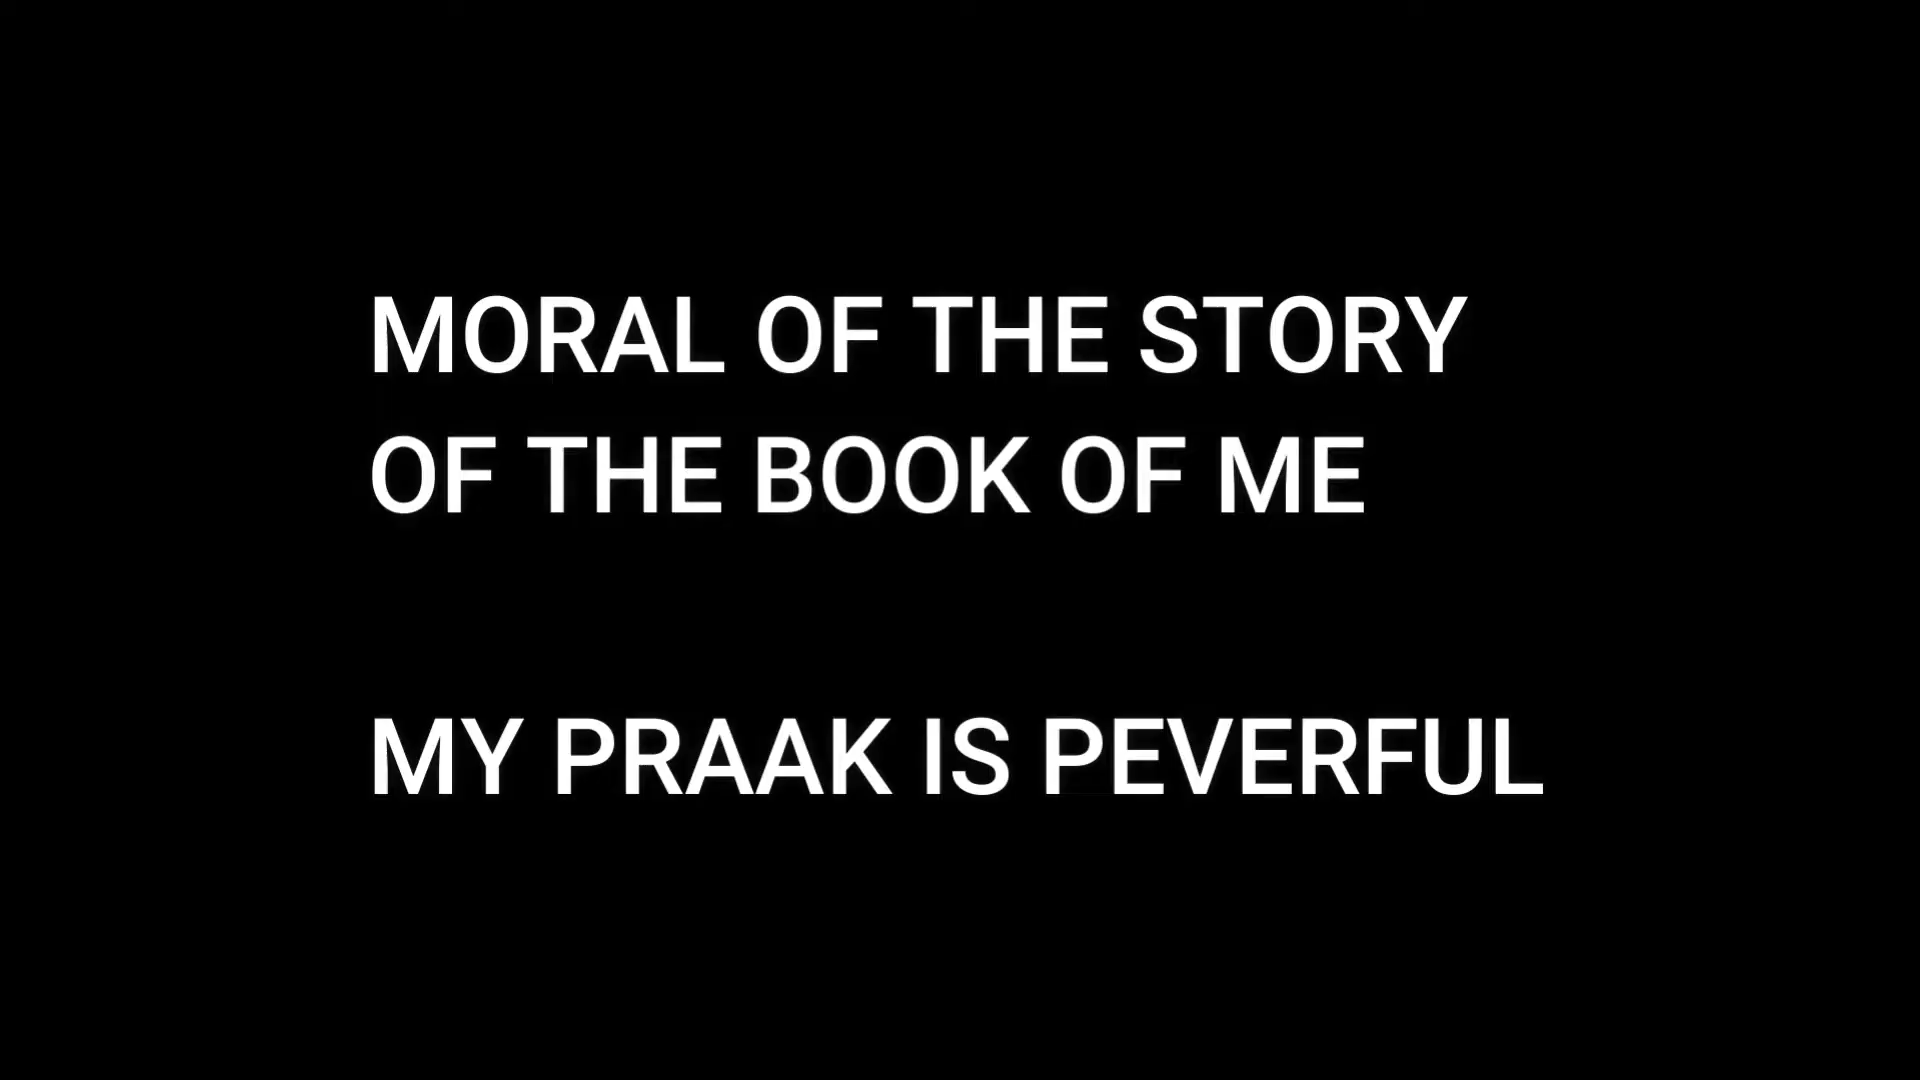 MORAL OF THE STORY
OF THE BOOK OF ME
MY PRAAK IS PEVERFUL